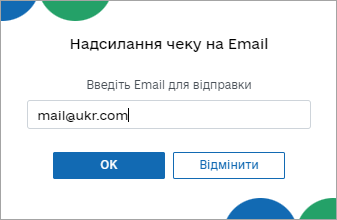 Надсилання чеку на Email
Введіть Email для відправки
mail@ukr.com
OK
Відмінити